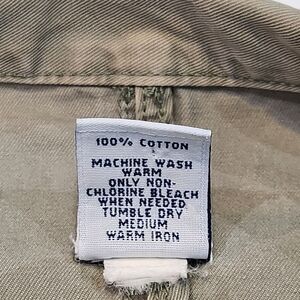 100% COTTON
MACHINE WASH
WARM
ONLY NON-
CHLORINE BLEACH
WHEN NEEDED
TUMBLE DRY
MEDIUM
WARM IRON